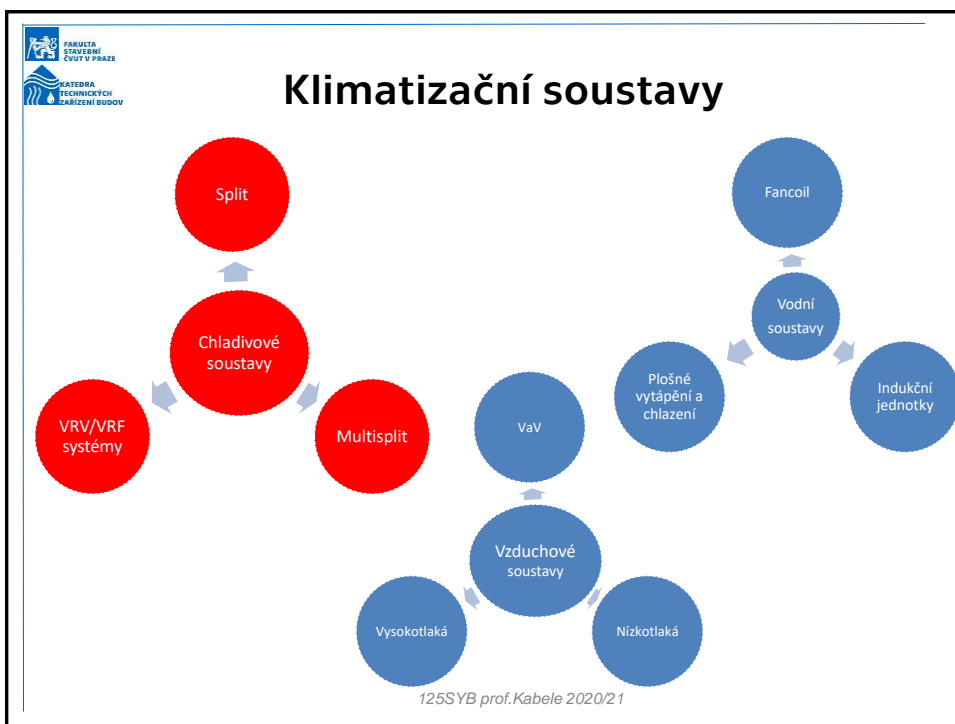 FAKULTA
STAVEBNÍ
ČVUT V PRAZE
KATEDRA
TECHNICKÝCH
ZAŘÍZENÍ BUDOV
Klimatizační soustavy
Split
Chladivové
soustavy
VRV/VRF
systémy
Multisplit
Fancoil
Vodní
soustavy
Plošné
vytápění a
chlazení
Indukční
jednotky
VaV
Vzduchové
soustavy
Vysokotlaká
Nízkotlaká
125SYB prof.Kabele 2020/21